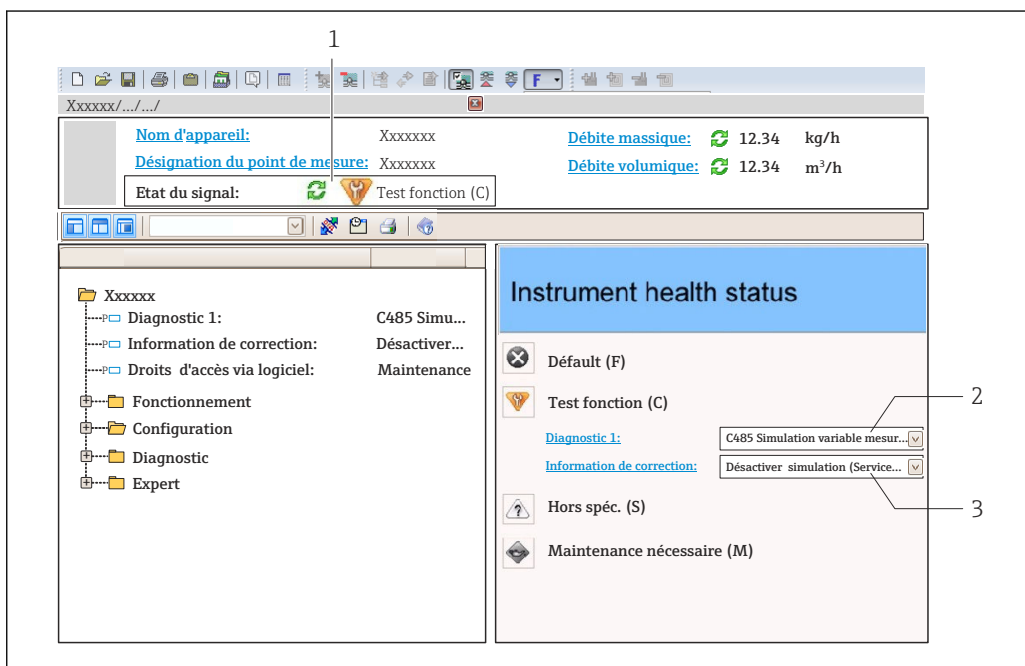 1
F
Xxxxxx/.../.../
Nom d'appareil: Xxxxxxx Débite massique: 12.34 kg/h
Désignation du point de mesure: Xxxxxxx Débite volumique: 12.34 m³/h
Etat du signal: Test fonction (C)
Xxxxxx
P Diagnostic 1: C485 Simu...
P Information de correction: Désactiver...
P Droits d'accès via logiciel: Maintenance
Fonctionnement
Configuration
Diagnostic
Expert
Instrument health status
Défault (F)
Test fonction (C)
2
Diagnostic 1: C485 Simulation variable mesur...
Information de correction: Désactiver simulation (Service...
Hors spéc. (S)
3
Maintenance nécessaire (M)